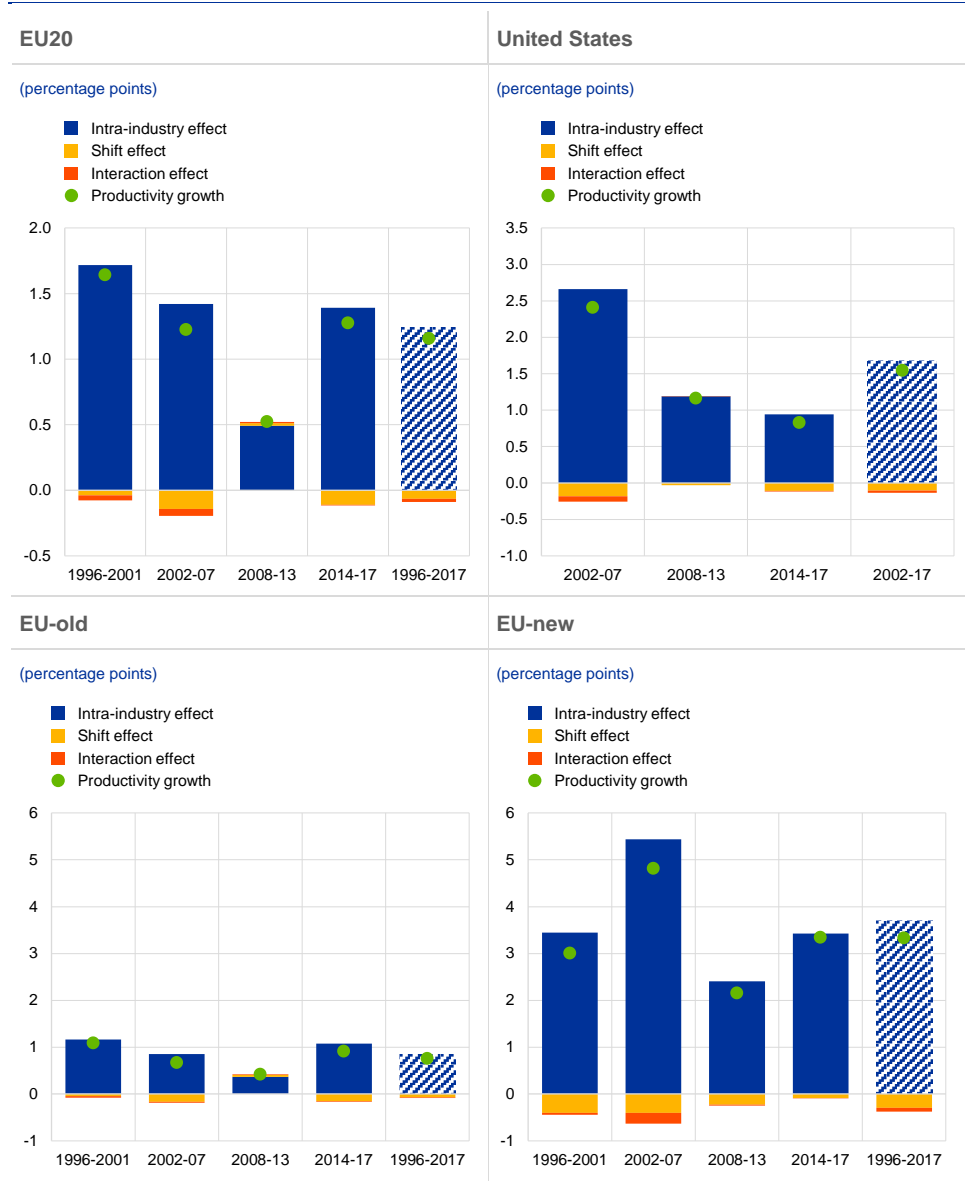 EU20
(percentage points)
Intra-industry effect
Shift effect
Interaction effect
Productivity growth
2.0
1.5
1.0
0.5
0.0
-0.5
1996-2001 2002-07 2008-13 2014-17 1996-2017
United States
(percentage points)
Intra-industry effect
Shift effect
Interaction effect
Productivity growth
3.5
3.0
2.5
2.0
1.5
1.0
0.5
0.0
-0.5
-1.0
2002-07 2008-13 2014-17 2002-17
EU-old
(percentage points)
Intra-industry effect
Shift effect
Interaction effect
Productivity growth
6
5
4
3
2
1
0
-1
1996-2001 2002-07 2008-13 2014-17 1996-2017
EU-new
(percentage points)
Intra-industry effect
Shift effect
Interaction effect
Productivity growth
6
5
4
3
2
1
0
-1
1996-2001 2002-07 2008-13 2014-17 1996-2017